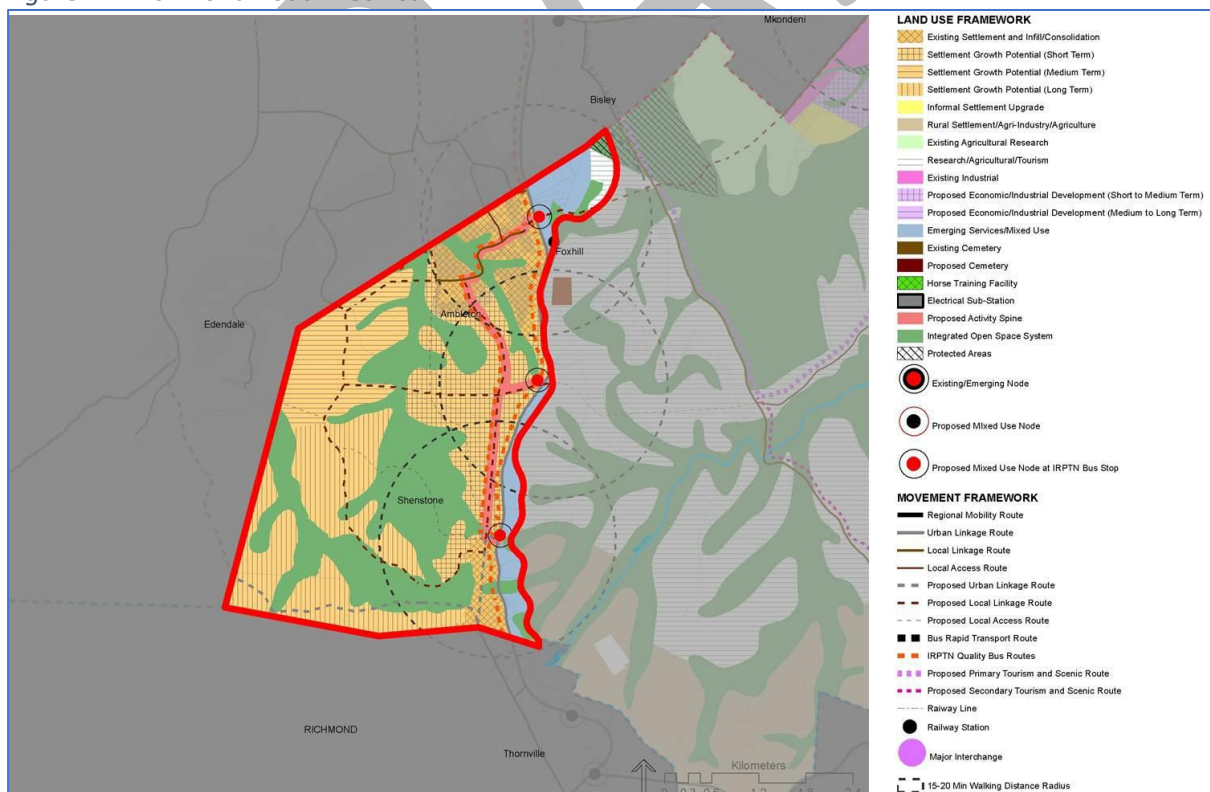 Mkondeni
Bisley
Foxhill
Edendale
Ambleton
Shenstone
RICHMOND
Thornville
Kilometers
LAND USE FRAMEWORK
Existing Settlement and Infill/Consolidation
Settlement Growth Potential (Short Term)
Settlement Growth Potential (Medium Term)
Settlement Growth Potential (Long Term)
Informal Settlement Upgrade
Rural Settlement/Agri-Industry/Agriculture
Existing Agricultural Research
Research/Agricultural/Tourism
Existing Industrial
Proposed Economic/Industrial Development (Short to Medium Term)
Proposed Economic/Industrial Development (Medium to Long Term)
Emerging Services/Mixed Use
Existing Cemetery
Proposed Cemetery
Horse Training Facility
Electrical Sub-Station
Proposed Activity Spine
Integrated Open Space System
Protected Areas
Existing/Emerging Node
Proposed MIxed Use Node
Proposed Mixed Use Node at IRPTN Bus Stop
MOVEMENT FRAMEWORK
Regional Mobility Route
Urban Linkage Route
Local Linkage Route
Local Access Route
Proposed Urban Linkage Route
Proposed Local Linkage Route
Proposed Local Access Route
Bus Rapid Transport Route
IRPTN Quality Bus Routes
Proposed Primary Tourism and Scenic Route
Proposed Secondary Tourism and Scenic Route
Raiway Line
Railway Station
Major Interchange
15-20 Min Walking Distance Radius